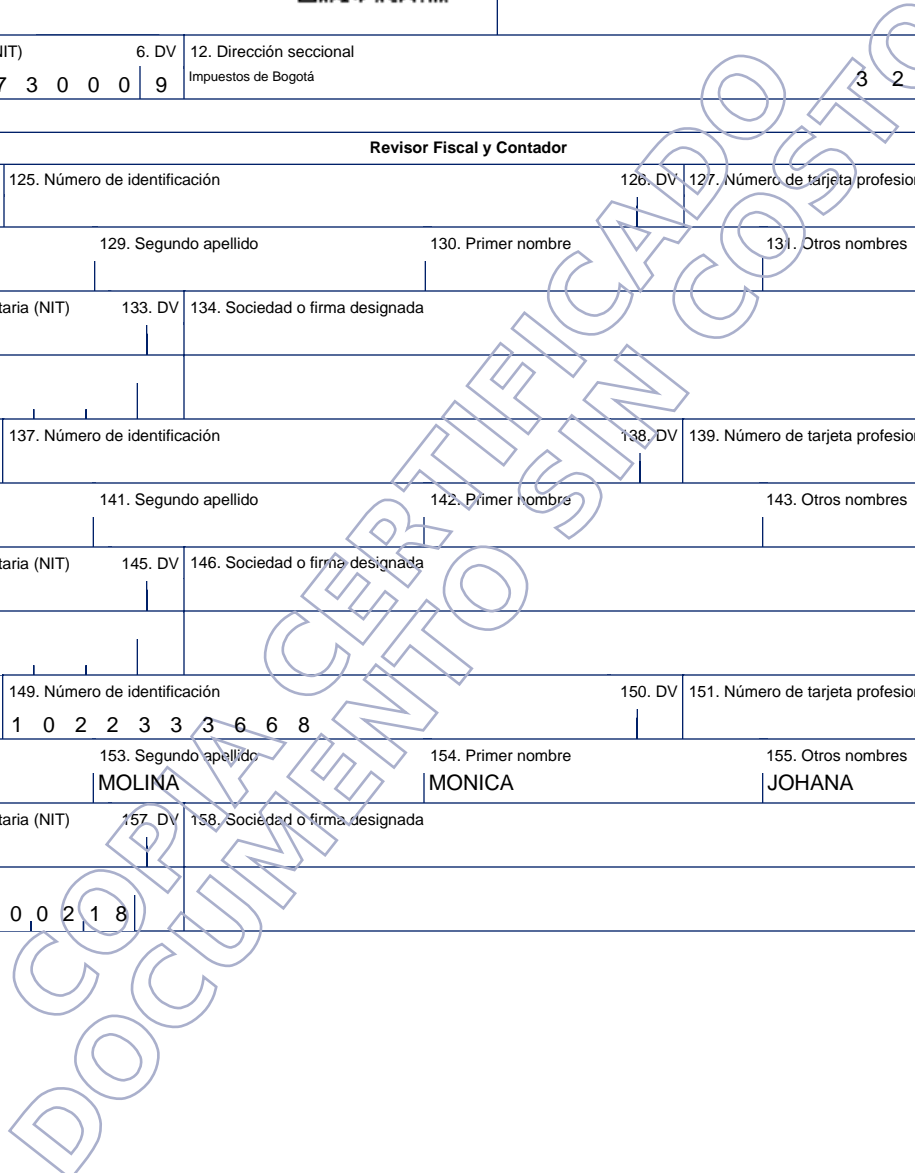 IT) 6. DV 12. Dirección seccional
7 3 0 0 0 9 Impuestos de Bogotá 3 2
Revisor Fiscal y Contador
125. Número de identificación 126. DV 127. Número de tarjeta profesion
129. Segundo apellido 130. Primer nombre 131. Otros nombres
taria (NIT) 133. DV 134. Sociedad o firma designada
137. Número de identificación 138. DV 139. Número de tarjeta profesion
141. Segundo apellido 142. Primer nombre 143. Otros nombres
taria (NIT) 145. DV 146. Sociedad o firma designada
149. Número de identificación 150. DV 151. Número de tarjeta profesion
1 0 2 2 3 3 3 6 6 8
153. Segundo apellido 154. Primer nombre 155. Otros nombres
MOLINA MONICA JOHANA
taria (NIT) 157. DV 158. Sociedad o firma designada
0 0 2 1 8
COPIA CERTIFICADO
DOCUMENTO SIN COSTO